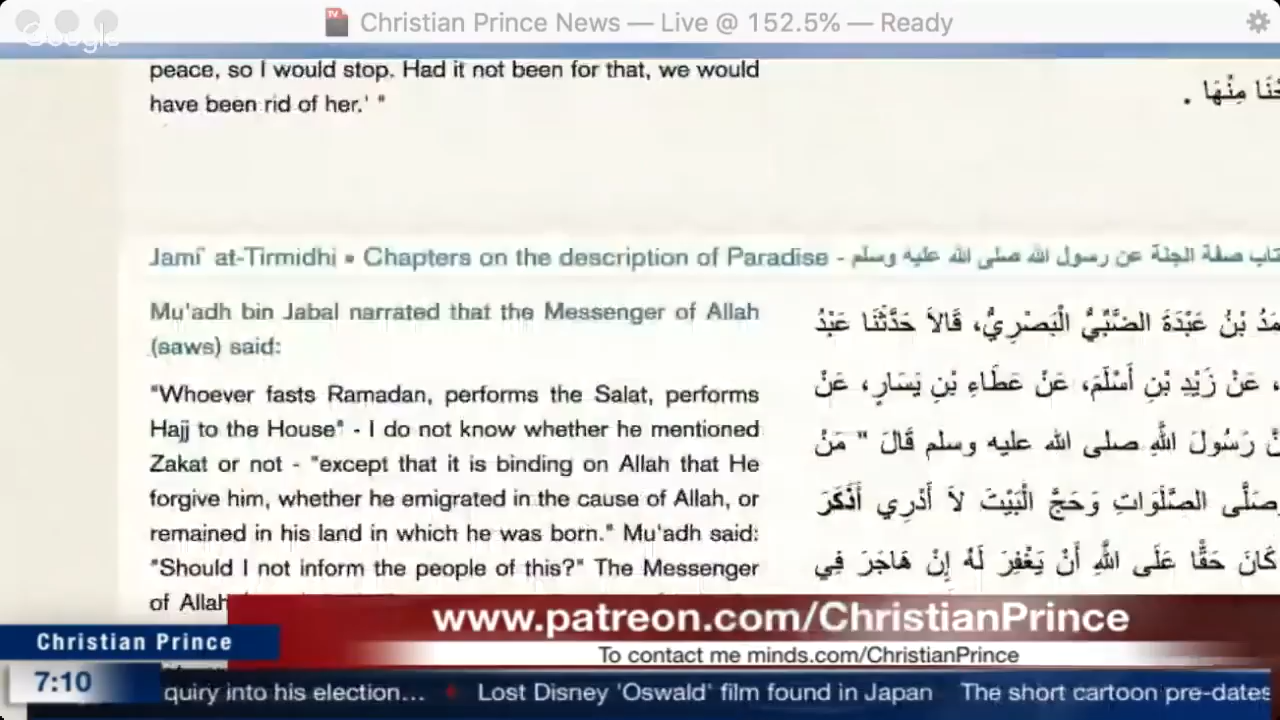 Christian Prince News — Live @ 152.5% — Ready
Google
peace, so I would stop. Had it not been for that, we would
have been rid of her.' "
مِنْهَا .
Jami` at-Tirmidhi » Chapters on the description of Paradise - صفة الجنة عن رسول الله صلى الله عليه وسلم
Mu'adh bin Jabal narrated that the Messenger of Allah
(saws) said:
"Whoever fasts Ramadan, performs the Salat, performs
Hajj to the House" - I do not know whether he mentioned
Zakat or not - "except that it is binding on Allah that He
forgive him, whether he emigrated in the cause of Allah, or
remained in his land in which he was born." Mu'adh said:
"Should I not inform the people of this?" The Messenger
of Allah
بْنُ عَبْدَةَ الضَّبِّيُّ الْبَصْرِيُّ، قَالاَ حَدَّثَنَا عَبْدُ
، عَنْ زَيْدِ بْنِ أَسْلَمَ، عَنْ عَطَاءِ بْنِ يَسَارٍ، عَنْ
رَسُولَ اللَّهِ صلى الله عليه وسلم قَالَ " مَنْ
الصَّلَوَاتِ وَحَجَّ الْبَيْتَ لاَ أَدْرِي أَذَكَرَ
كَانَ حَقًّا عَلَى اللَّهِ أَنْ يَغْفِرَ لَهُ إِنْ هَاجَرَ فِي
www.patreon.com/ChristianPrince
To contact me minds.com/ChristianPrince
Christian Prince
7:10
quiry into his election... Lost Disney 'Oswald' film found in Japan The short cartoon pre-dates